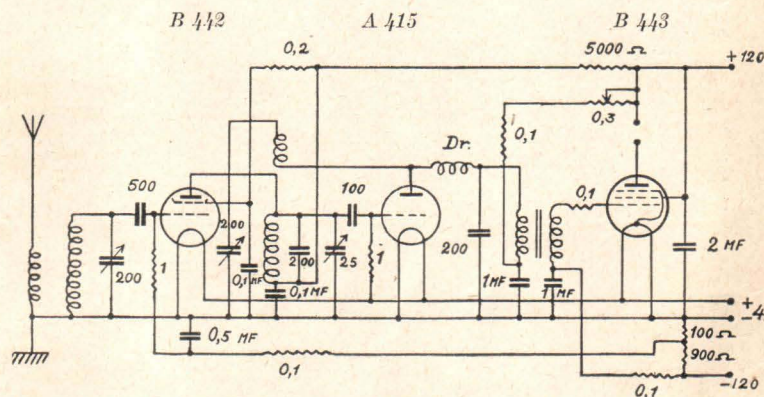 B 442
A 415
B 443
0,2
5000 Ω
+120
0,1
0,3
Dr.
500
100
0,1
200
1
200
0,1 MF
200
25
0,1 MF
1
200
1 MF
1 MF
2 MF
+
-4
0,5 MF
100 Ω
900 Ω
0,1
0,1
-120